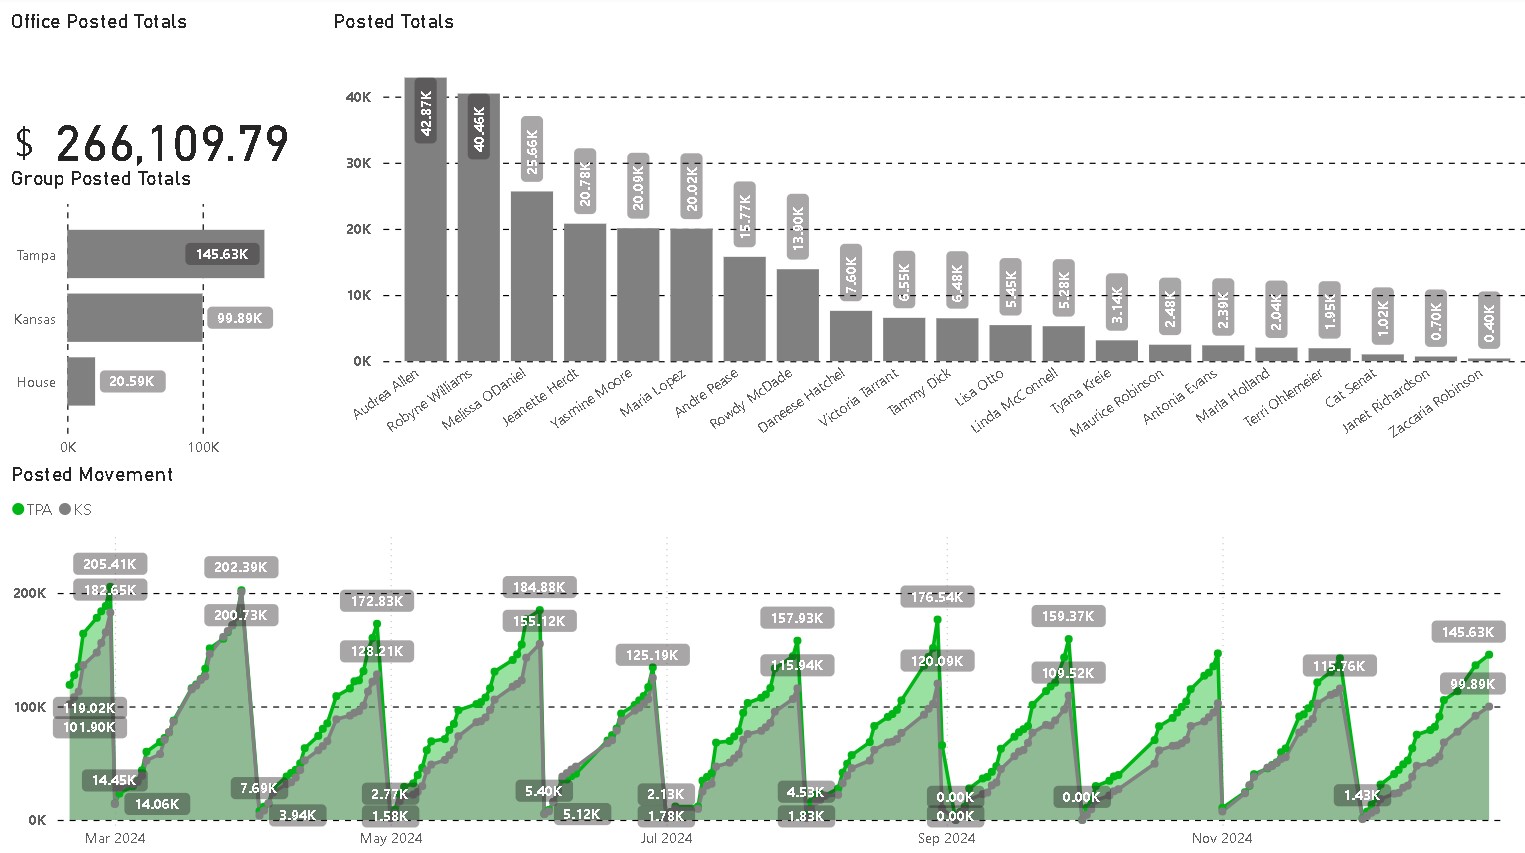 Office Posted Totals
$ 266,109.79
Group Posted Totals
Tampa 145.63K
Kansas 99.89K
House 20.59K
0K 100K
Posted Totals
40K
30K
20K
10K
0K
42.87K 40.46K 25.66K 20.78K 20.09K 20.02K 15.77K 13.90K 7.60K 6.55K 6.48K 5.45K 5.28K 3.14K 2.48K 2.39K 2.04K 1.95K 1.02K 0.70K 0.40K
Audrea Allen
Robyne Williams
Melissa ODaniel
Jeanette Herdt
Yasmine Moore
Maria Lopez
Andre Pease
Rowdy McDade
Daneese Hatchel
Victoria Tarrant
Tammy Dick
Lisa Otto
Linda McConnell
Tyana Kreie
Maurice Robinson
Antonia Evans
Marla Holland
Terri Ohlemeier
Cat Senat
Janet Richardson
Zaccaria Robinson
Posted Movement
TPA KS
200K
100K
0K
205.41K 202.39K 172.83K 184.88K 125.19K 157.93K 176.54K 159.37K 145.63K
182.65K 200.73K 128.21K 155.12K 115.94K 120.09K 109.52K 115.76K 99.89K
119.02K
101.90K
14.45K 7.69K 2.77K 5.40K 2.13K 4.53K 0.00K 0.00K 1.43K
14.06K 3.94K 1.58K 5.12K 1.78K 1.83K 0.00K
Mar 2024 May 2024 Jul 2024 Sep 2024 Nov 2024